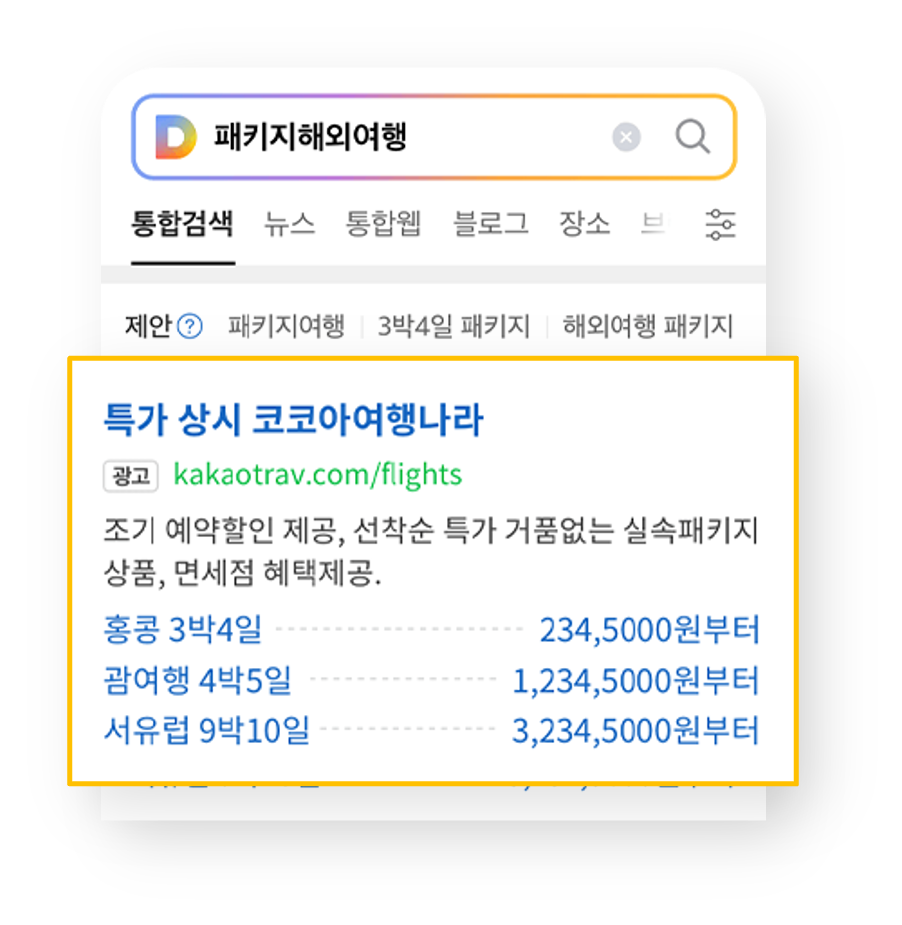 D 패키지해외여행
통합검색 뉴스 통합웹 블로그 장소
제안 ? 패키지여행 3박4일 패키지 해외여행 패키지
특가 상시 코코아여행나라
광고 kakaotrav.com/flights
조기 예약할인 제공, 선착순 특가 거품없는 실속패키지
상품, 면세점 혜택제공.
홍콩 3박4일 234,5000원부터
괌여행 4박5일 1,234,5000원부터
서유럽 9박10일 3,234,5000원부터